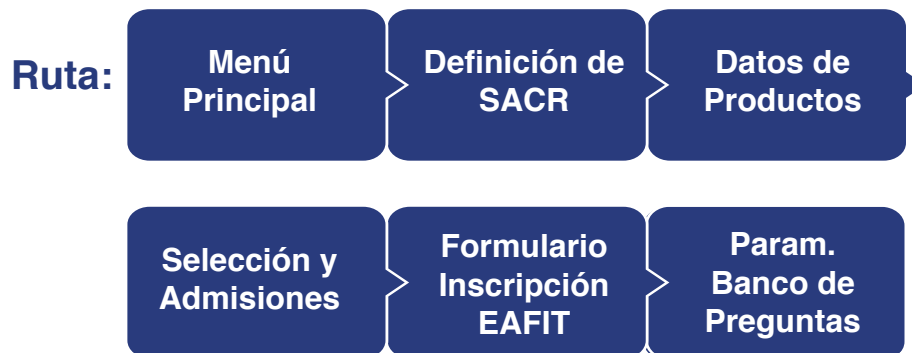 Ruta:
Menú
Principal
Definición de
SACR
Datos de
Productos
Selección y
Admisiones
Formulario
Inscripción
EAFIT
Param.
Banco de
Preguntas